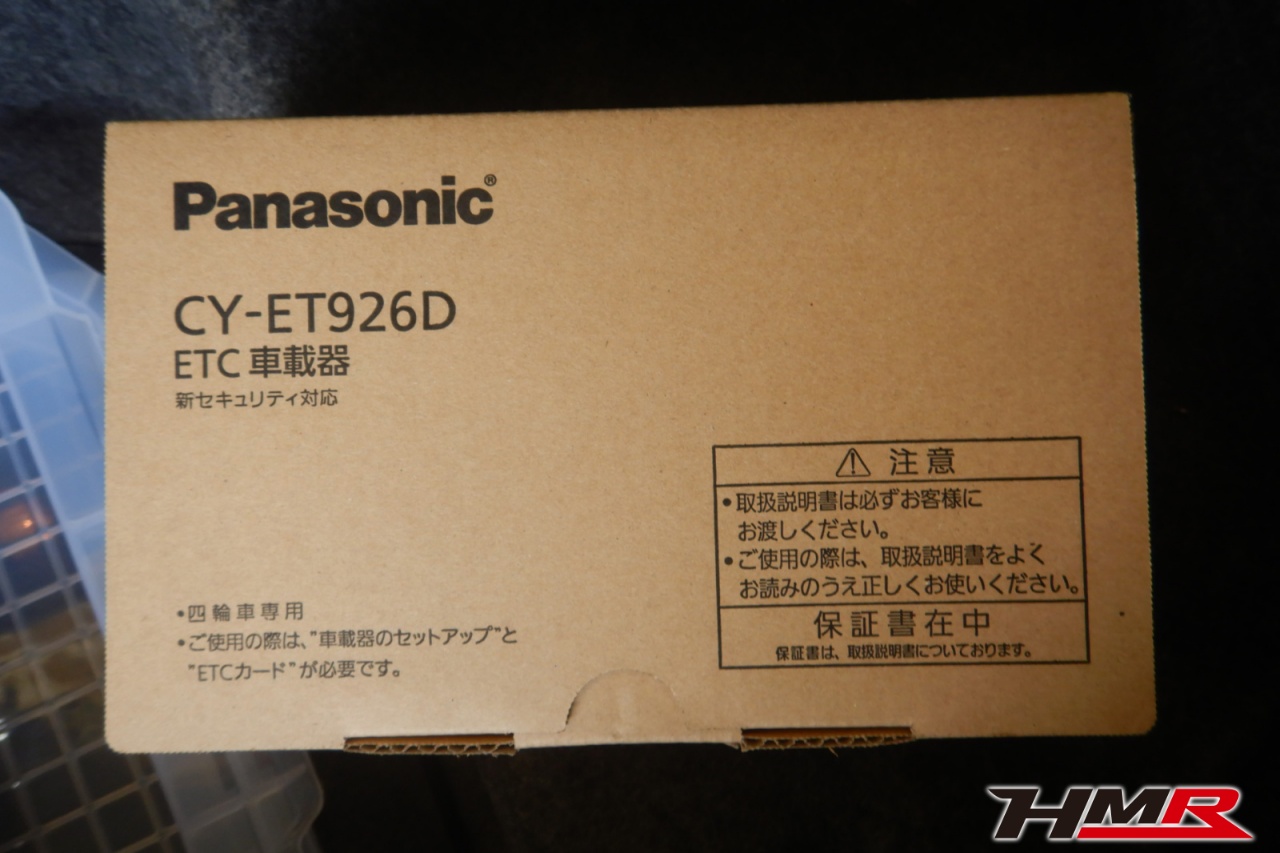 Panasonic®
CY-ET926D
ETC 車載器
新セキュリティ対応
⚠ 注意
•取扱説明書は必ずお客様に
お渡しください。
•ご使用の際は、取扱説明書をよく
お読みのうえ正しくお使いください。
保証書在中
保証書は、取扱説明書についております。
•四輪車専用
•ご使用の際は、"車載器のセットアップ"と
"ETCカード"が必要です。
HMR